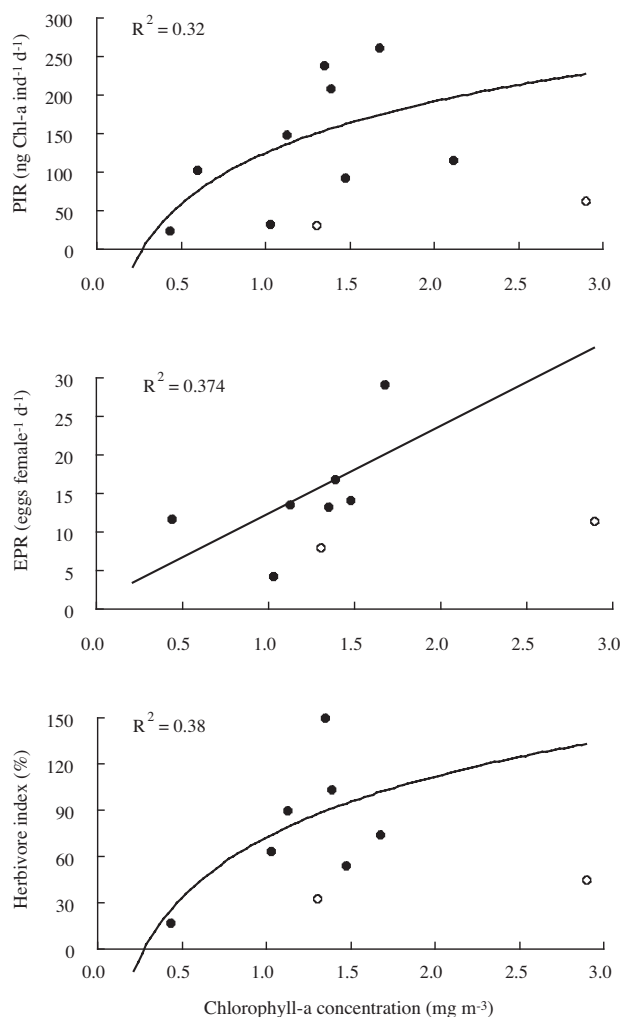 300
250
200
150
100
50
0
PIR (ng Chl-a ind⁻¹ d⁻¹)
R² = 0.32
0.0 0.5 1.0 1.5 2.0 2.5 3.0
30
25
20
15
10
5
0
EPR (eggs female⁻¹ d⁻¹)
R² = 0.374
0.0 0.5 1.0 1.5 2.0 2.5 3.0
150
120
90
60
30
0
Herbivore index (%)
R² = 0.38
0.0 0.5 1.0 1.5 2.0 2.5 3.0
Chlorophyll-a concentration (mg m⁻³)